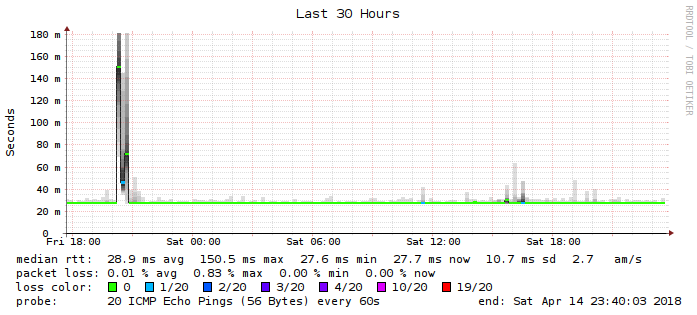 Last 30 Hours
RRDTOOL / TOBI OETIKER
Seconds
180 m
160 m
140 m
120 m
100 m
80 m
60 m
40 m
20 m
0
Fri 18:00 Sat 00:00 Sat 06:00 Sat 12:00 Sat 18:00
median rtt: 28.9 ms avg 150.5 ms max 27.6 ms min 27.7 ms now 10.7 ms sd 2.7 am/s
packet loss: 0.01 % avg 0.83 % max 0.00 % min 0.00 % now
loss color: 0 1/20 2/20 3/20 4/20 10/20 19/20
probe: 20 ICMP Echo Pings (56 Bytes) every 60s end: Sat Apr 14 23:40:03 2018